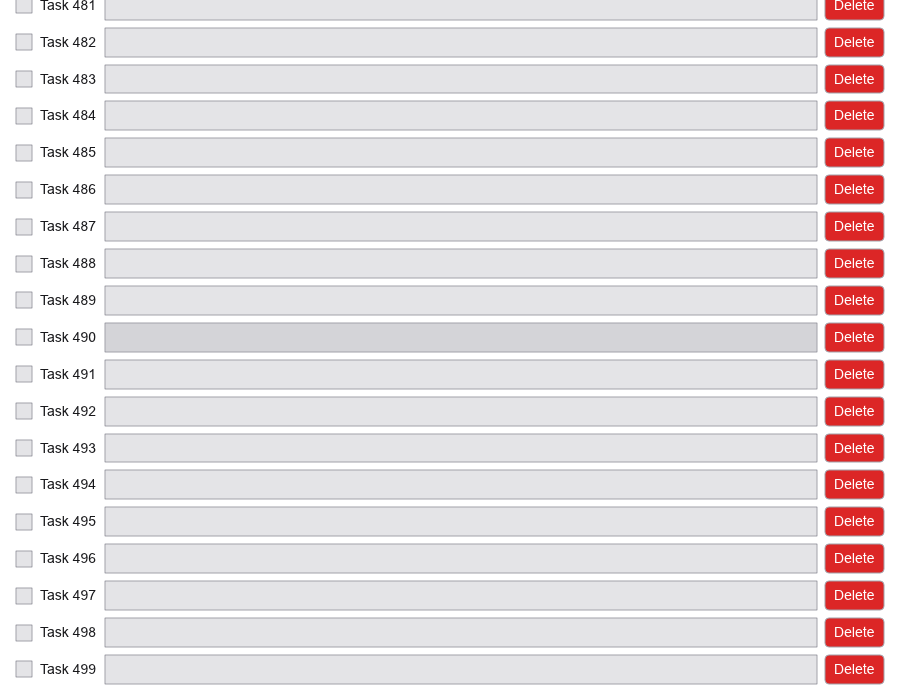 Task 481 Delete
Task 482 Delete
Task 483 Delete
Task 484 Delete
Task 485 Delete
Task 486 Delete
Task 487 Delete
Task 488 Delete
Task 489 Delete
Task 490 Delete
Task 491 Delete
Task 492 Delete
Task 493 Delete
Task 494 Delete
Task 495 Delete
Task 496 Delete
Task 497 Delete
Task 498 Delete
Task 499 Delete